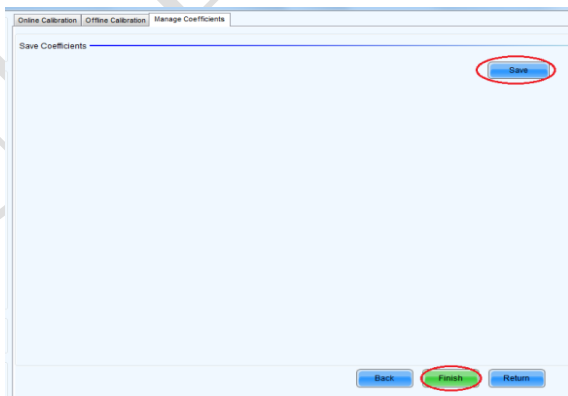 Online Calibration Offline Calibration Manage Coefficients
Save Coefficients
Save
Back Finish Return